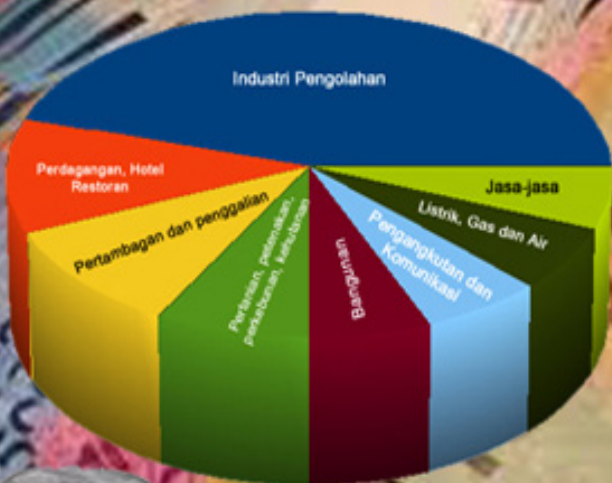 Industri Pengolahan
Perdagangan, Hotel
Restoran
Pertambagan dan penggalian
Pertanian, petenakan,
perkebunan, kehutanan
Bangunan
Pengangkutan dan
Komunikasi
Listrik, Gas dan Air
Jasa-jasa